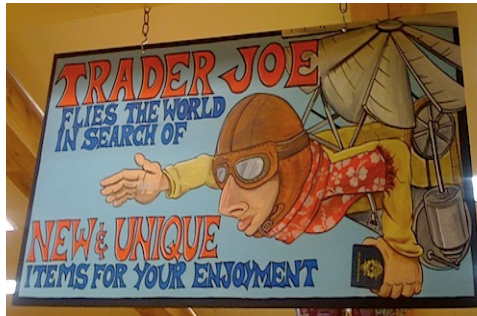 TRADER JOE
FLIES THE WORLD
IN SEARCH OF
NEW & UNIQUE
ITEMS FOR YOUR ENJOYMENT